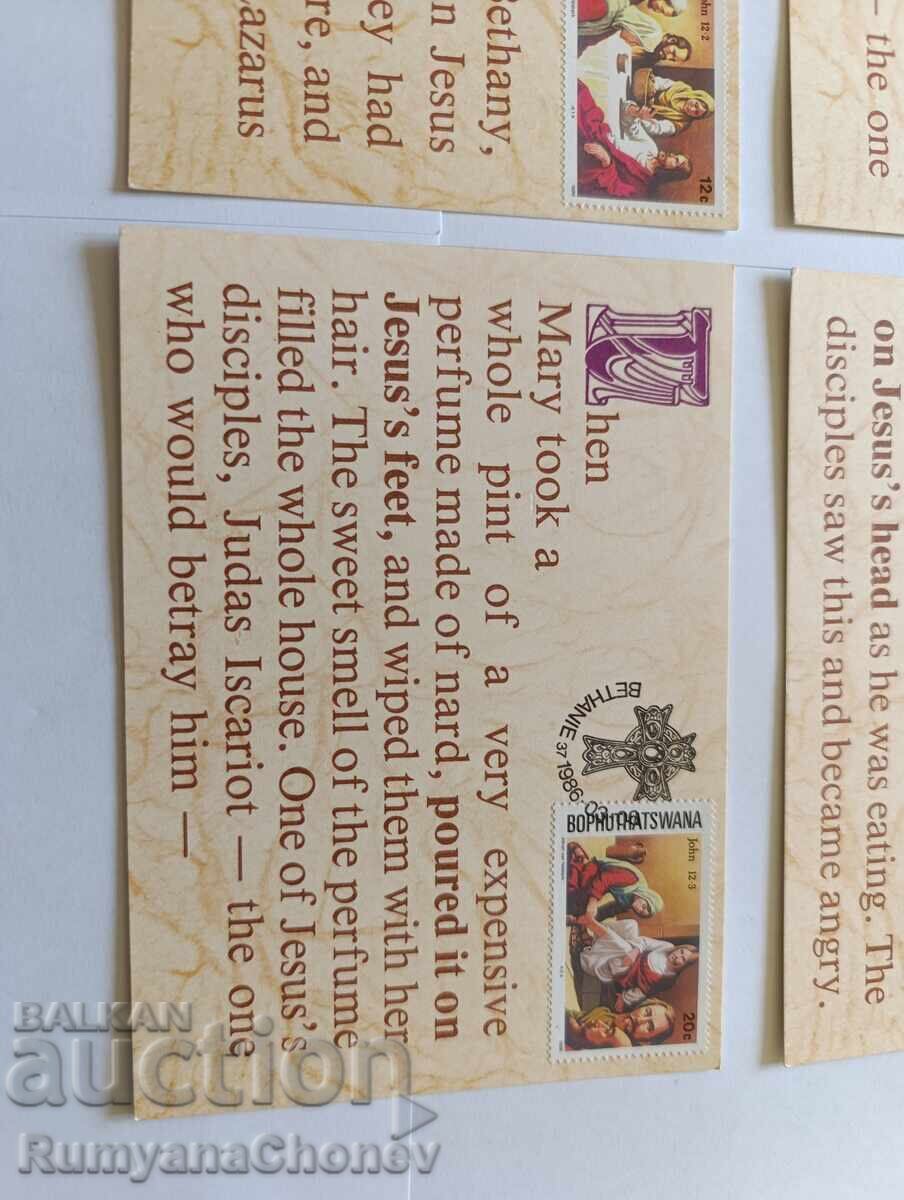 Bethany,
n Jesus
ey had
re, and
Lazarus
John 12·2
12c
— the one
Then
Mary took a
whole pint of a very expensive
perfume made of nard, poured it on
Jesus's feet, and wiped them with her
hair. The sweet smell of the perfume
filled the whole house. One of Jesus's
disciples, Judas Iscariot — the one
who would betray him —
BETHANIE 37 1986·03·
BOPHUTHATSWANA
John 12·3
20c
on Jesus's head as he was eating. The
disciples saw this and became angry.
BALKAN
auction
RumyanaChonev